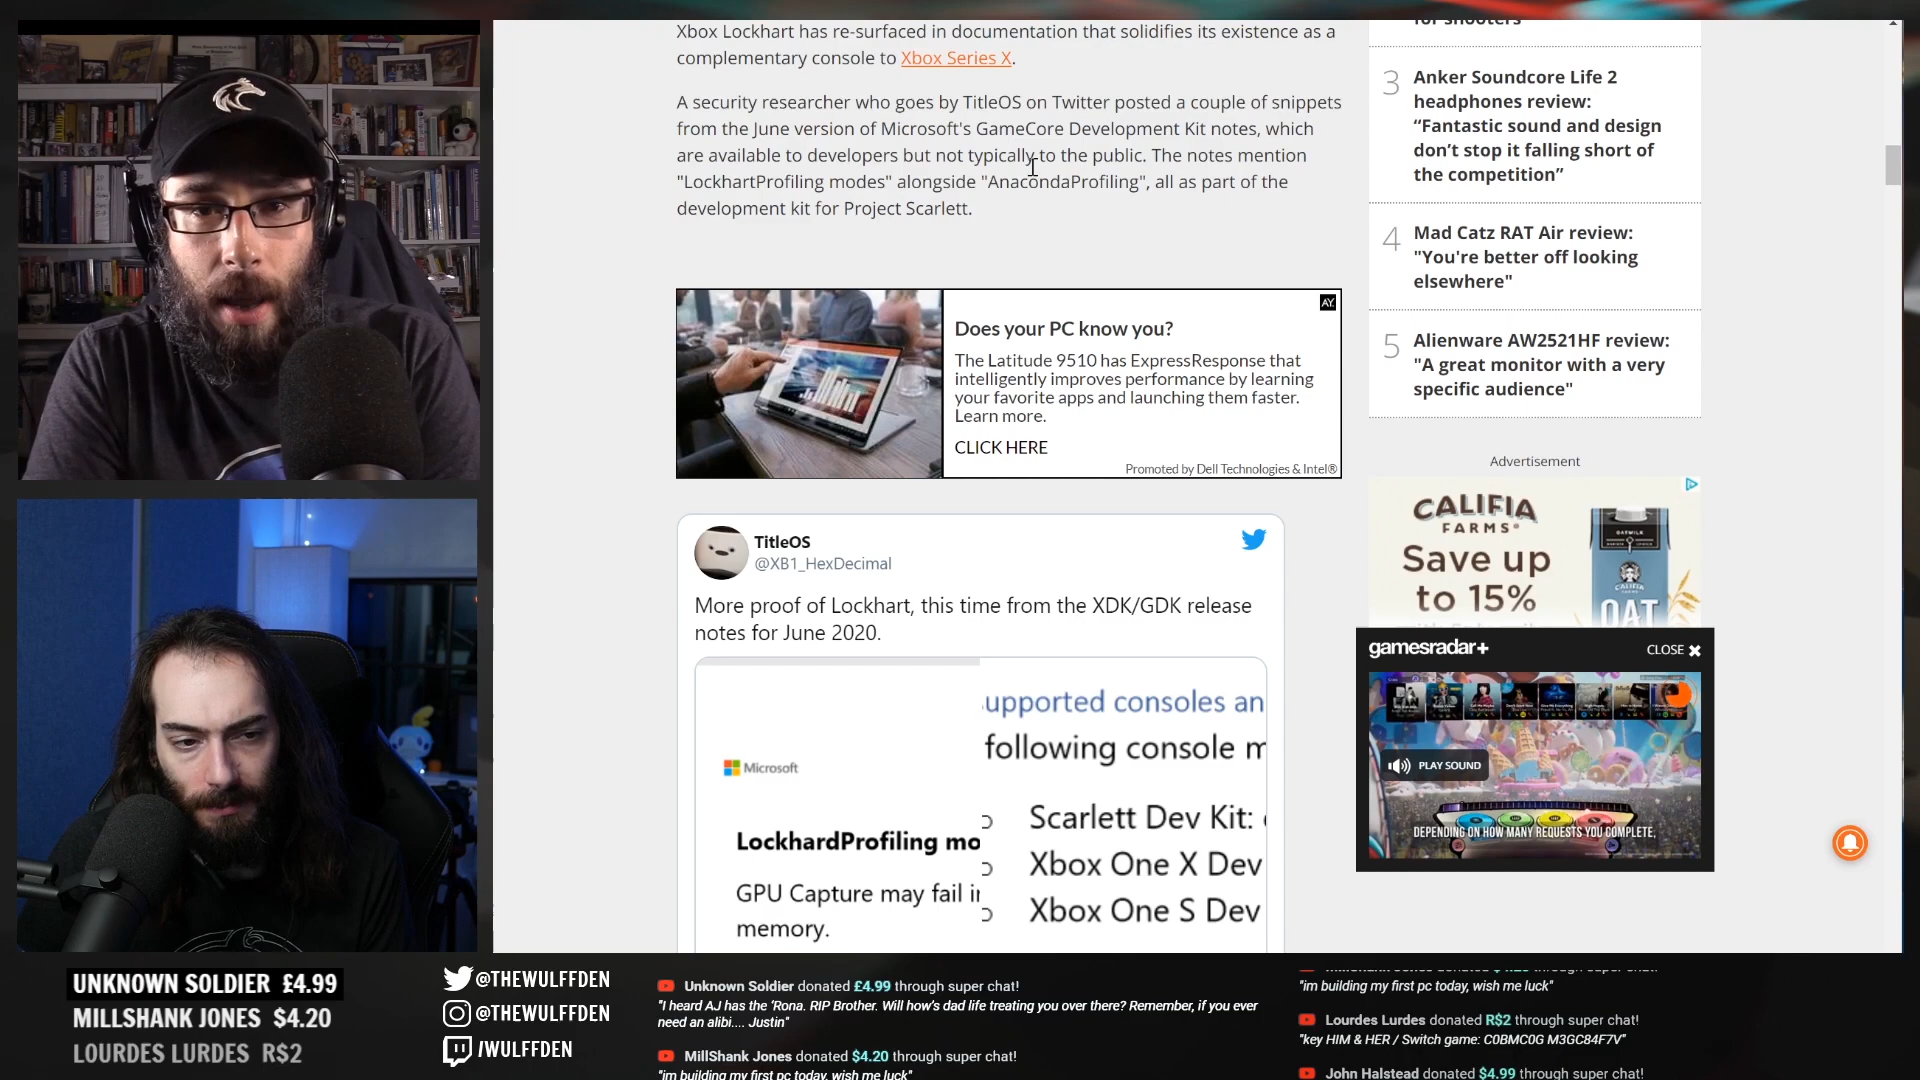 Xbox Lockhart has re-surfaced in documentation that solidifies its existence as a
complementary console to Xbox Series X.
A security researcher who goes by TitleOS on Twitter posted a couple of snippets
from the June version of Microsoft's GameCore Development Kit notes, which
are available to developers but not typically to the public. The notes mention
"LockhartProfiling modes" alongside "AnacondaProfiling", all as part of the
development kit for Project Scarlett.
Does your PC know you?
The Latitude 9510 has ExpressResponse that
intelligently improves performance by learning
your favorite apps and launching them faster.
Learn more.
CLICK HERE
Promoted by Dell Technologies & Intel®
TitleOS
@XB1_HexDecimal
More proof of Lockhart, this time from the XDK/GDK release
notes for June 2020.
Microsoft
LockhardProfiling mo
GPU Capture may fail in
memory.
upported consoles an
following console m
Scarlett Dev Kit:
Xbox One X Dev
Xbox One S Dev
for shooters
3 Anker Soundcore Life 2
headphones review:
“Fantastic sound and design
don’t stop it falling short of
the competition”
4 Mad Catz RAT Air review:
"You're better off looking
elsewhere"
5 Alienware AW2521HF review:
"A great monitor with a very
specific audience"
Advertisement
CALIFIA
FARMS®
Save up
to 15%
OAT
gamesradar+
CLOSE
PLAY SOUND
DEPENDING ON HOW MANY REQUESTS YOU COMPLETE,
UNKNOWN SOLDIER £4.99
MILLSHANK JONES $4.20
LOURDES LURDES R$2
@THEWULFFDEN
@THEWULFFDEN
/WULFFDEN
Unknown Soldier donated £4.99 through super chat!
"I heard AJ has the 'Rona. RIP Brother. Will how's dad life treating you over there? Remember, if you ever
need an alibi.... Justin"
MillShank Jones donated $4.20 through super chat!
"im building my first pc today, wish me luck"
"im building my first pc today, wish me luck"
Lourdes Lurdes donated R$2 through super chat!
"key HIM & HER / Switch game: C0BMC0G M3GC84F7V"
John Halstead donated $4.99 through super chat!